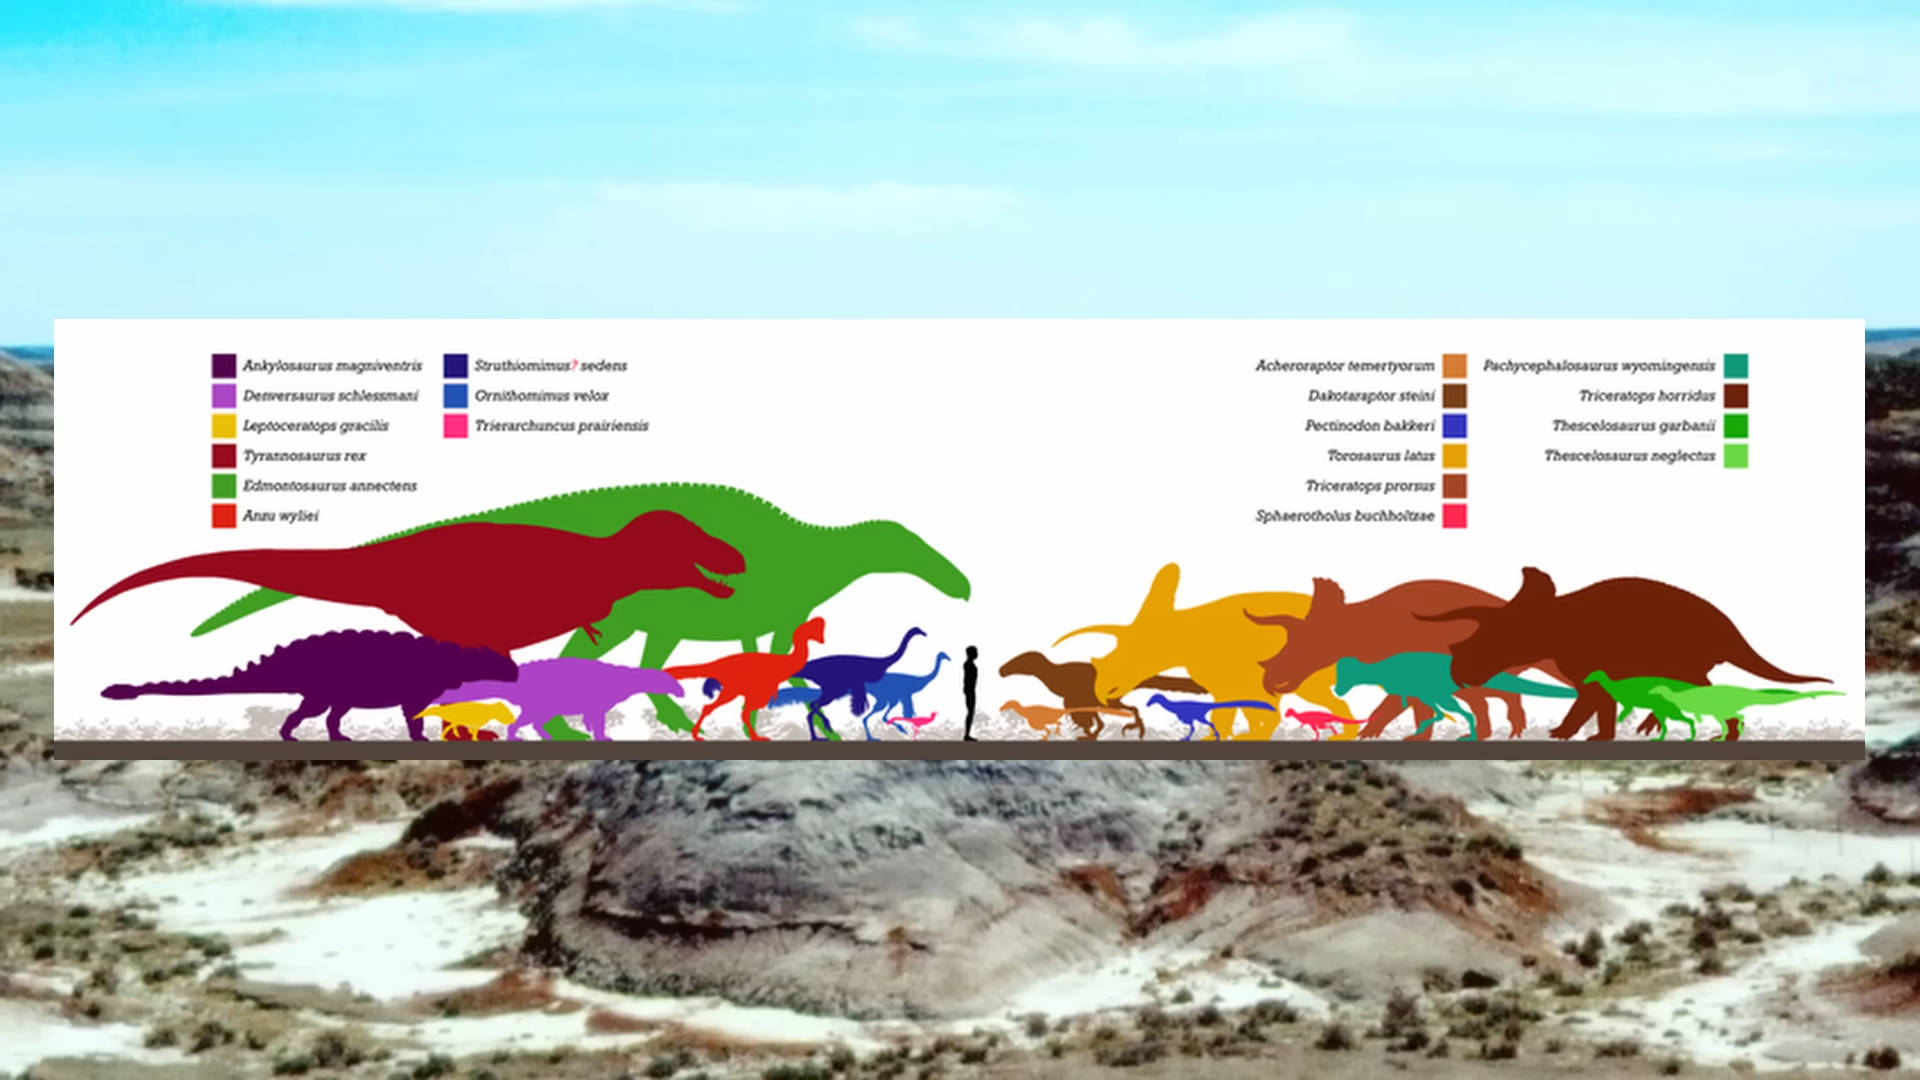 Ankylosaurus magniventris
Denversaurus schlessmani
Leptoceratops gracilis
Tyrannosaurus rex
Edmontosaurus annectens
Anzu wyliei
Struthiomimus? sedens
Ornithomimus velox
Trierarchuncus prairiensis
Acheroraptor temertyorum
Dakotaraptor steini
Pectinodon bakkeri
Torosaurus latus
Triceratops prorsus
Sphaerotholus buchholtzae
Pachycephalosaurus wyomingensis
Triceratops horridus
Thescelosaurus garbanii
Thescelosaurus neglectus